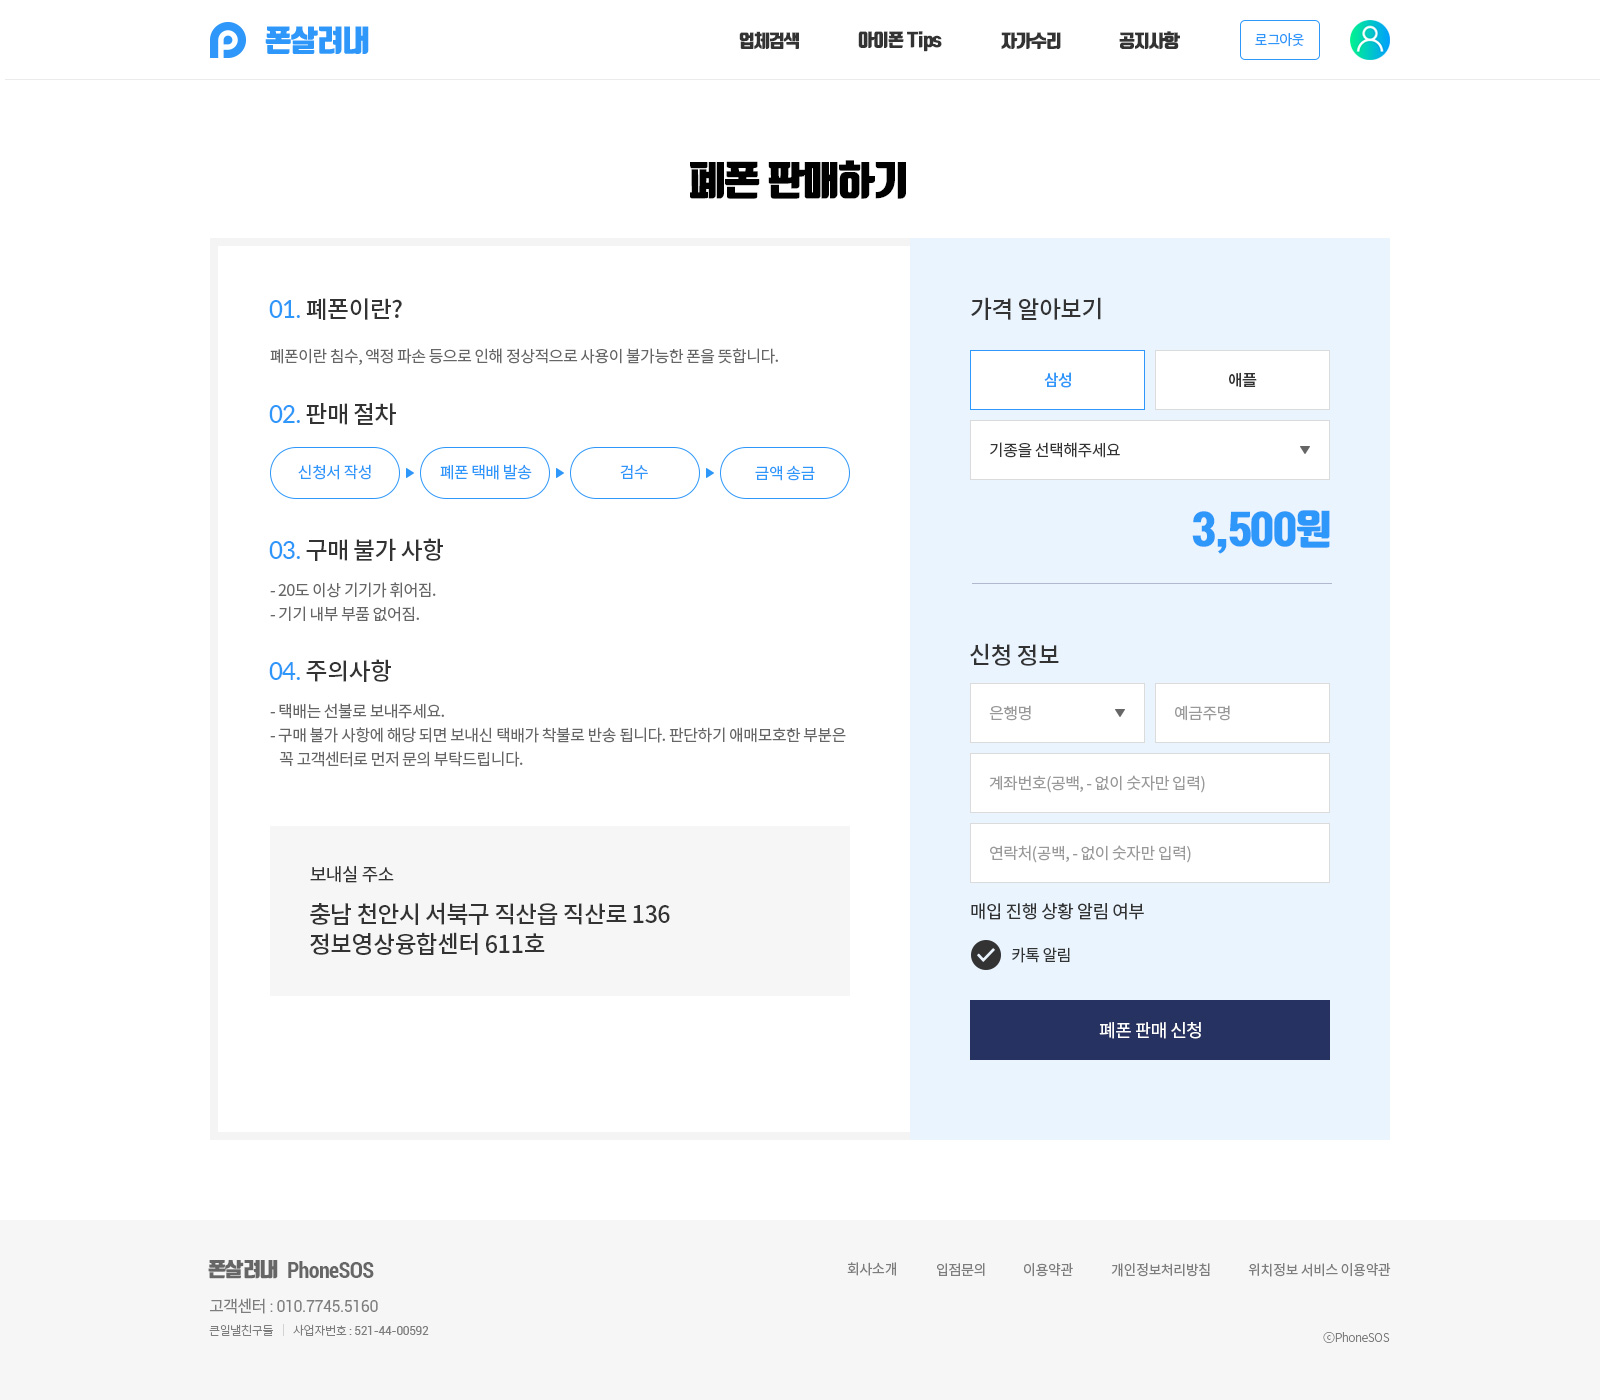 폰살려내
업체검색 아이폰 Tips 자가수리 공지사항 로그아웃
폐폰 판매하기
01. 폐폰이란?
폐폰이란 침수, 액정 파손 등으로 인해 정상적으로 사용이 불가능한 폰을 뜻합니다.
02. 판매 절차
신청서 작성 폐폰 택배 발송 검수 금액 송금
03. 구매 불가 사항
- 20도 이상 기기가 휘어짐.
- 기기 내부 부품 없어짐.
04. 주의사항
- 택배는 선불로 보내주세요.
- 구매 불가 사항에 해당 되면 보내신 택배가 착불로 반송 됩니다. 판단하기 애매모호한 부분은
꼭 고객센터로 먼저 문의 부탁드립니다.
보내실 주소
충남 천안시 서북구 직산읍 직산로 136
정보영상융합센터 611호
가격 알아보기
삼성 애플
기종을 선택해주세요
3,500원
신청 정보
은행명 예금주명
계좌번호(공백, - 없이 숫자만 입력)
연락처(공백, - 없이 숫자만 입력)
매입 진행 상황 알림 여부
카톡 알림
폐폰 판매 신청
폰살려내 PhoneSOS
고객센터 : 010.7745.5160
큰일낼친구들 사업자번호 : 521-44-00592
회사소개 입점문의 이용약관 개인정보처리방침 위치정보 서비스 이용약관
ⓒPhoneSOS